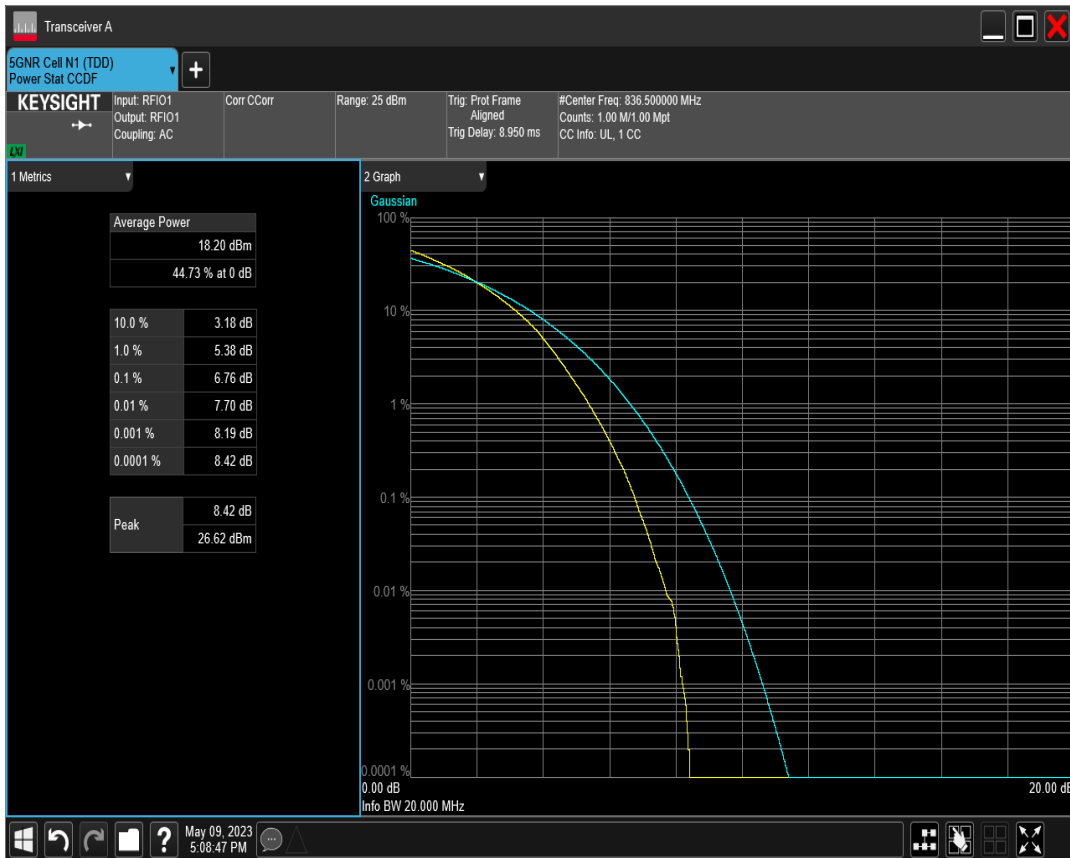 Transceiver A
5GNR Cell N1 (TDD)
Power Stat CCDF
+
KEYSIGHT
LXI
Input: RFIO1
Output: RFIO1
Coupling: AC
Corr CCorr
Range: 25 dBm
Trig: Prot Frame
Aligned
Trig Delay: 8.950 ms
#Center Freq: 836.500000 MHz
Counts: 1.00 M/1.00 Mpt
CC Info: UL, 1 CC
1 Metrics
Average Power
18.20 dBm
44.73 % at 0 dB
10.0 % 3.18 dB
1.0 % 5.38 dB
0.1 % 6.76 dB
0.01 % 7.70 dB
0.001 % 8.19 dB
0.0001 % 8.42 dB
Peak 8.42 dB
26.62 dBm
2 Graph
Gaussian
100 %
10 %
1 %
0.1 %
0.01 %
0.001 %
0.0001 %
0.00 dB 20.00 dB
Info BW 20.000 MHz
?
May 09, 2023
5:08:47 PM